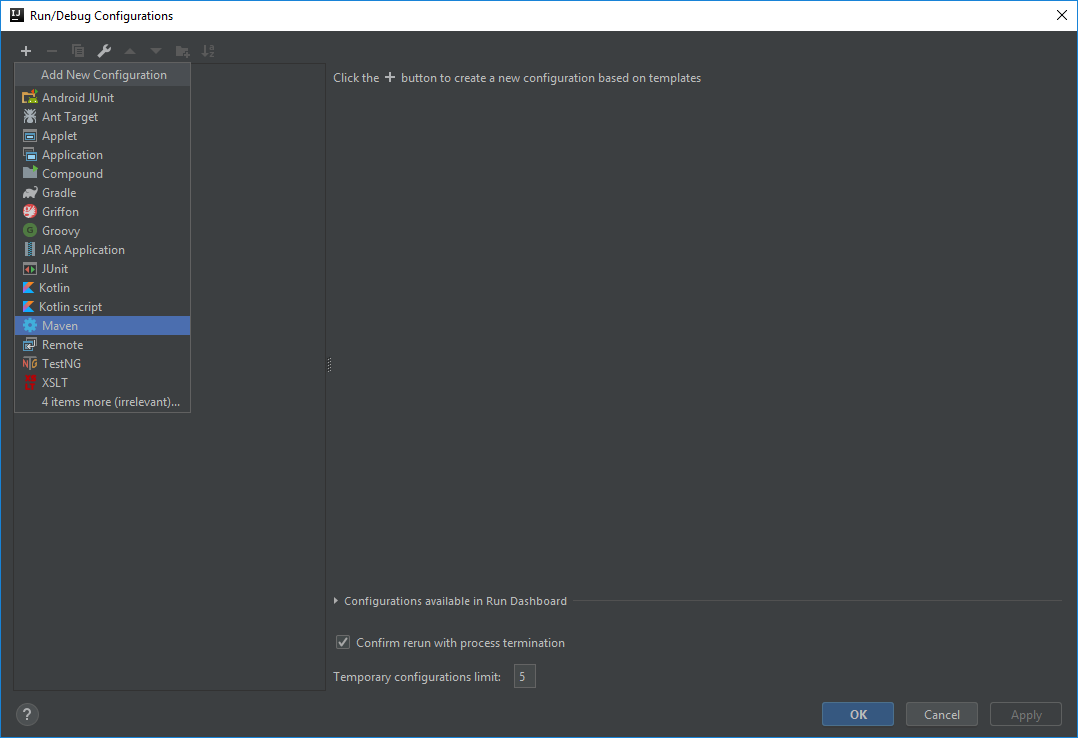 Run/Debug Configurations
Add New Configuration
Click the + button to create a new configuration based on templates
Android JUnit
Ant Target
Applet
Application
Compound
Gradle
Griffon
Groovy
JAR Application
JUnit
Kotlin
Kotlin script
Maven
Remote
TestNG
XSLT
4 items more (irrelevant)...
Configurations available in Run Dashboard
Confirm rerun with process termination
Temporary configurations limit: 5
? OK Cancel Apply